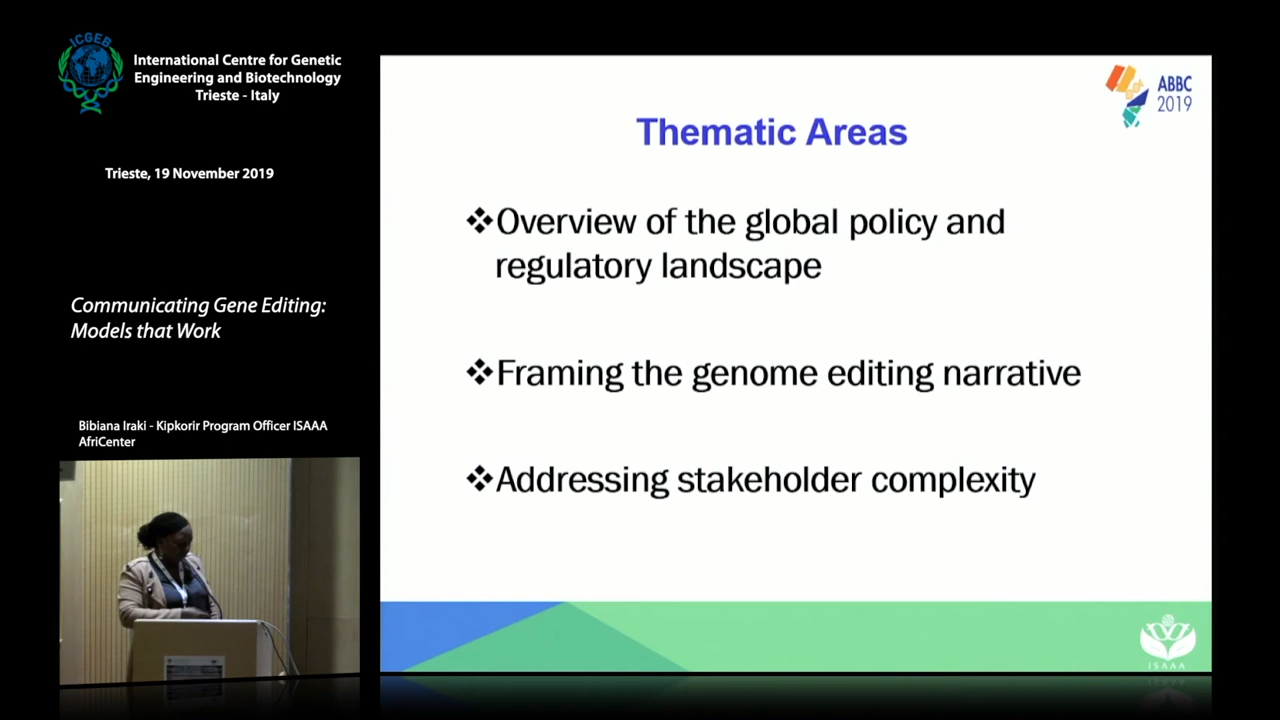 ICGEB
International Centre for Genetic
Engineering and Biotechnology
Trieste - Italy
Trieste, 19 November 2019
Communicating Gene Editing:
Models that Work
Bibiana Iraki - Kipkorir Program Officer ISAAA
AfriCenter
ABBC
2019
Thematic Areas
❖Overview of the global policy and
regulatory landscape
❖Framing the genome editing narrative
❖Addressing stakeholder complexity
ISAAA